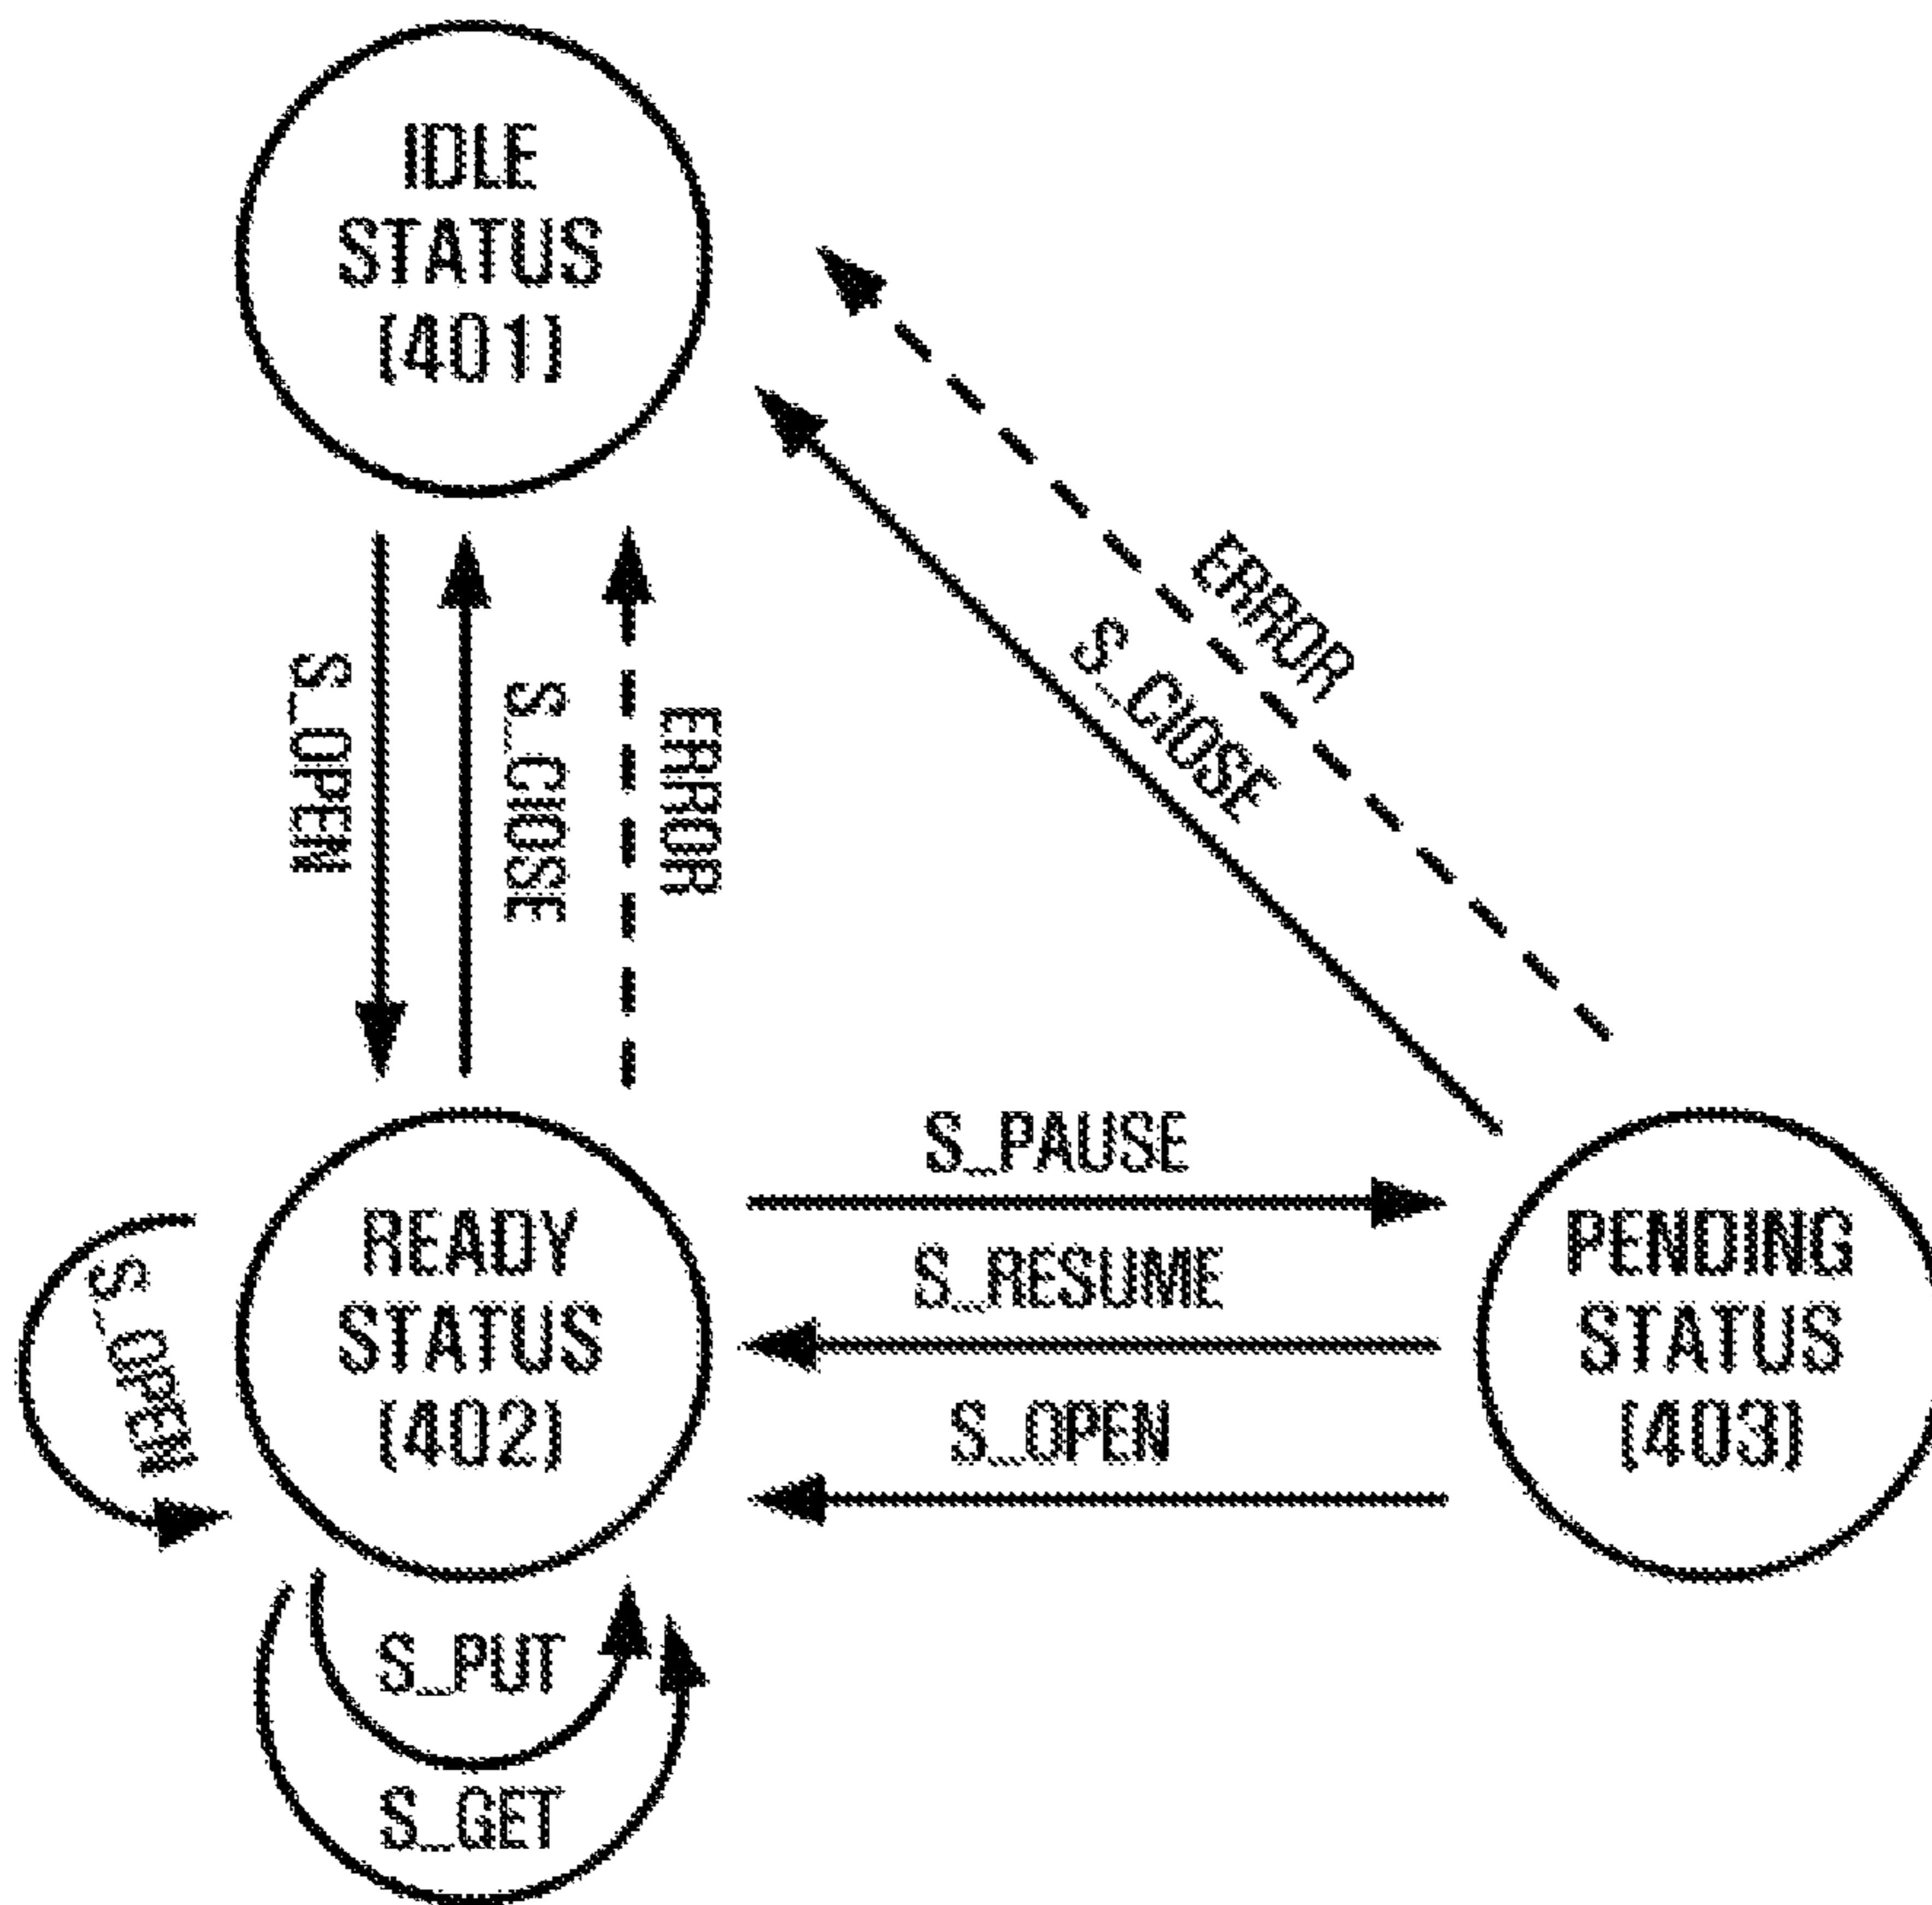 IDLE
STATUS
(401)
ERROR
S_ClOSE
S_OPEN
S_ClOSE
ERROR
S_PAUSE
READY
STATUS
(402)
S_RESUME
PENDING
STATUS
(403)
S_OPEN
S_OPEN
S_PUT
S_GET